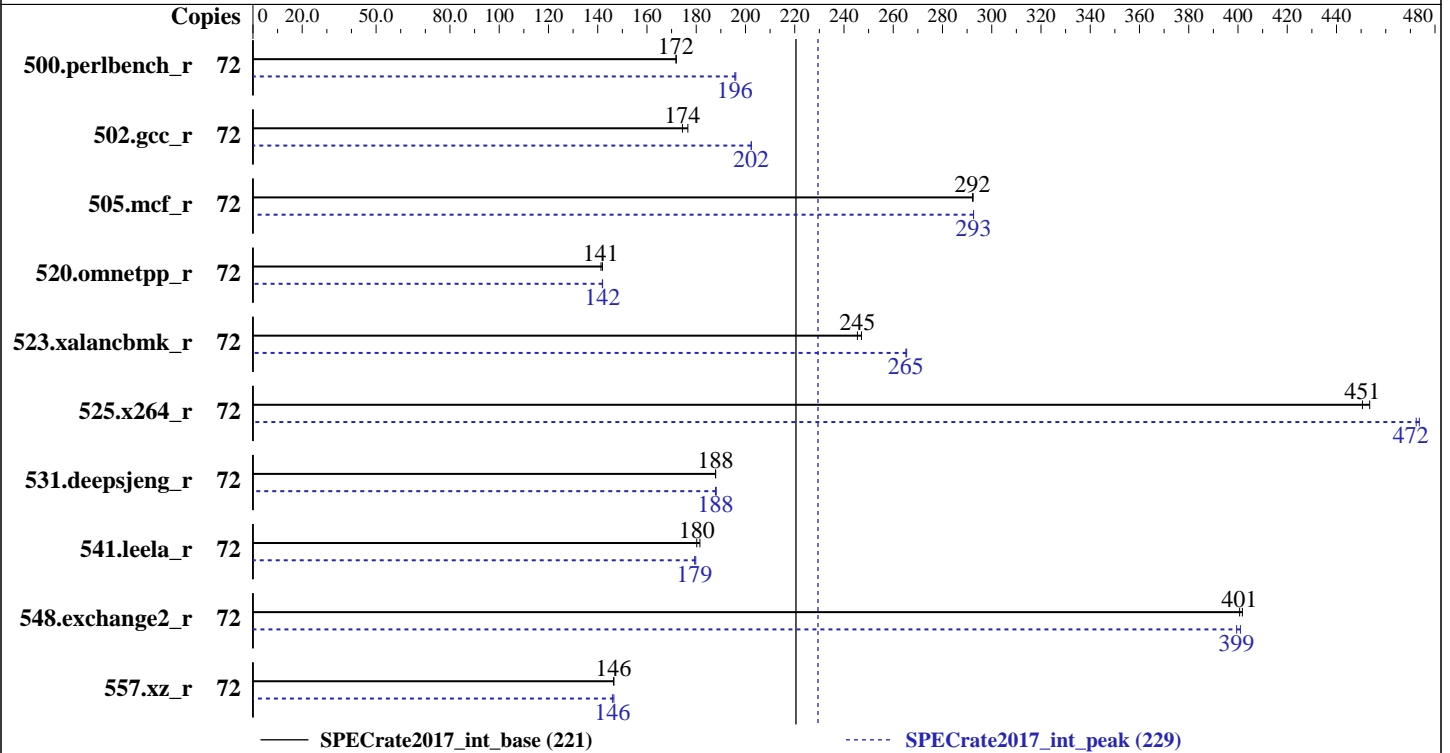 Copies 0 20.0 50.0 80.0 100 120 140 160 180 200 220 240 260 280 300 320 340 360 380 400 420 440 480
172
500.perlbench_r 72
196
174
502.gcc_r 72
202
292
505.mcf_r 72
293
141
520.omnetpp_r 72
142
245
523.xalancbmk_r 72
265
451
525.x264_r 72
472
188
531.deepsjeng_r 72
188
180
541.leela_r 72
179
401
548.exchange2_r 72
399
146
557.xz_r 72
146
SPECrate2017_int_base (221) SPECrate2017_int_peak (229)